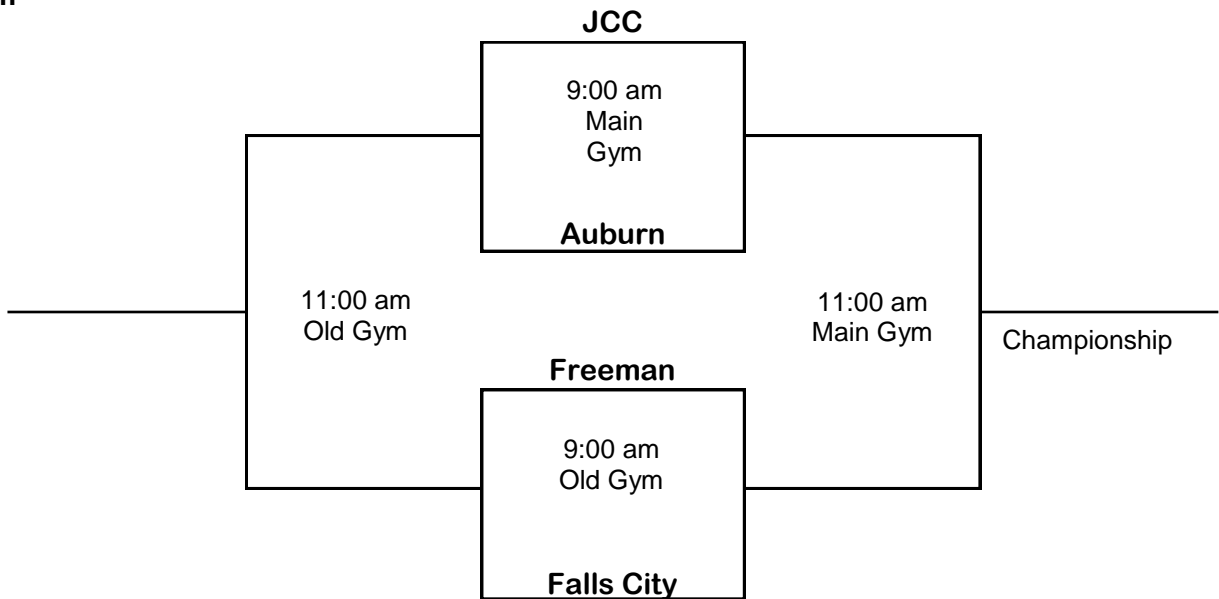 JCC
9:00 am
Main
Gym
Auburn
11:00 am
Old Gym
11:00 am
Main Gym
Championship
Freeman
9:00 am
Old Gym
Falls City